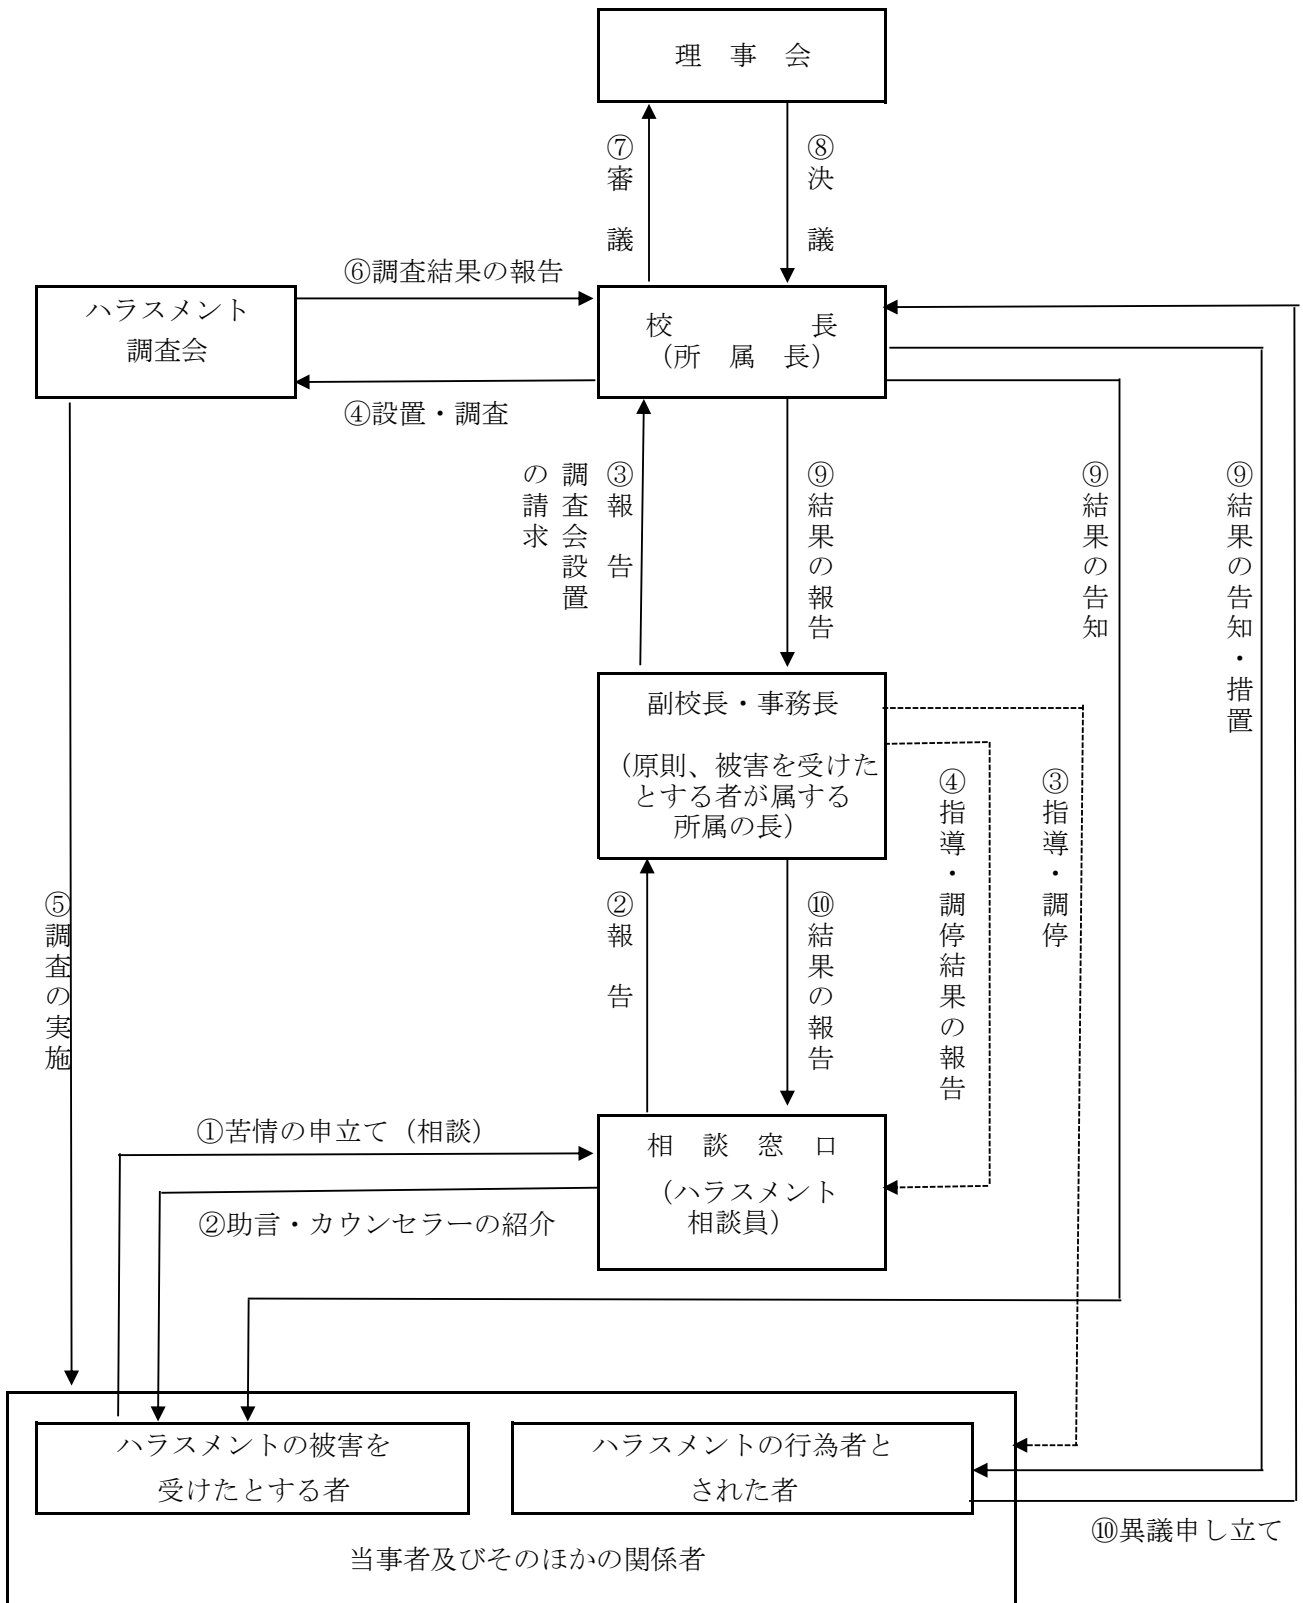 理　事　会
⑦審　議
⑧決　議
⑥調査結果の報告
ハラスメント
調査会
校　　　　　長
（所　属　長）
④設置・調査
③報　告
調査会設置
の請求
⑨結果の報告
⑨結果の告知
⑨結果の告知・措置
副校長・事務長
（原則、被害を受けた
とする者が属する
所属の長）
④指導・調停結果の報告
③指導・調停
⑤調査の実施
②報　告
⑩結果の報告
①苦情の申立て（相談）
相　談　窓　口
（ハラスメント
相談員）
②助言・カウンセラーの紹介
ハラスメントの被害を
受けたとする者
ハラスメントの行為者と
された者
⑩異議申し立て
当事者及びそのほかの関係者